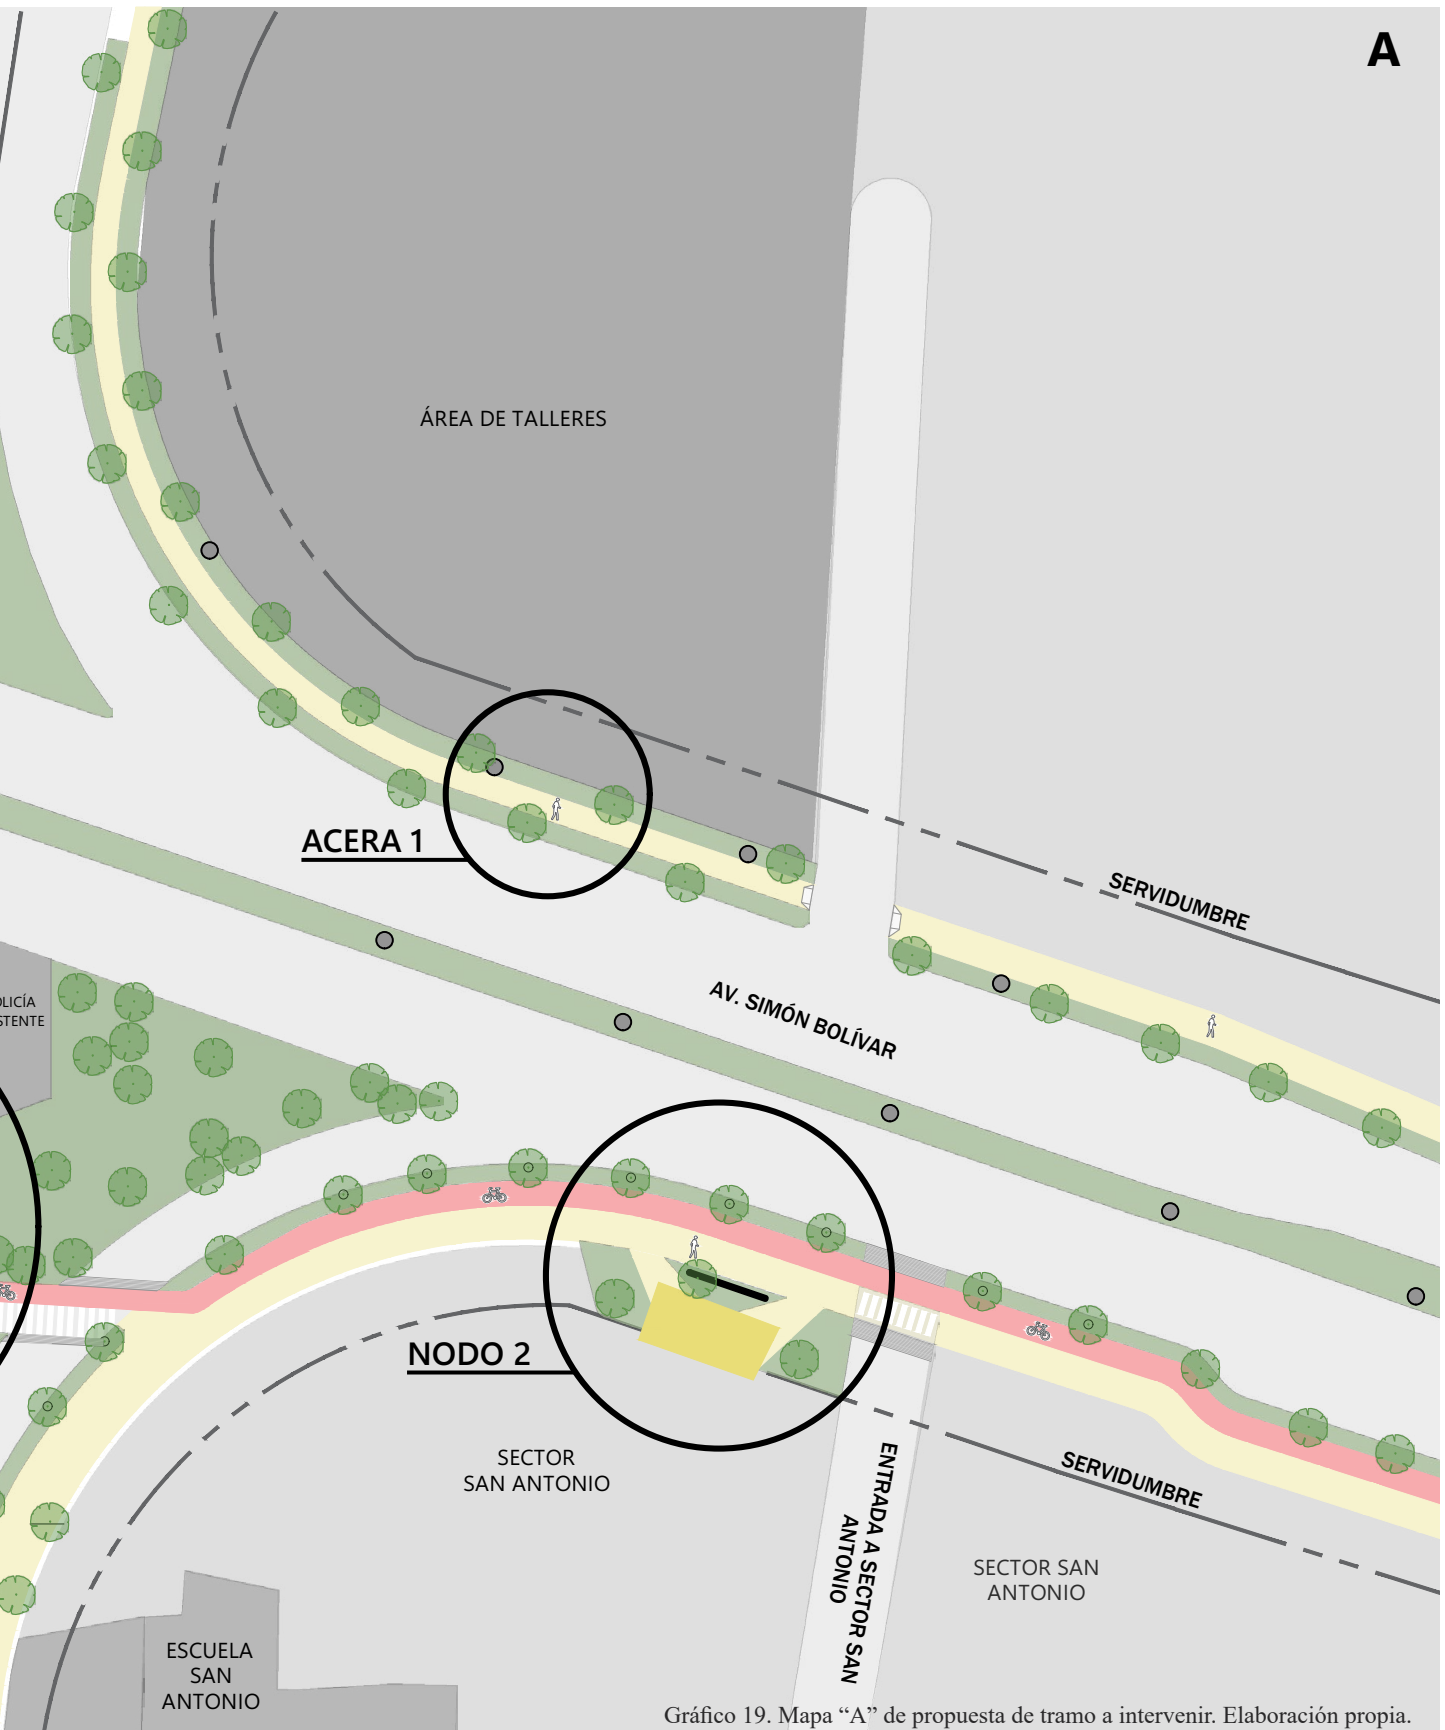 A
ÁREA DE TALLERES
ACERA 1
SERVIDUMBRE
AV. SIMÓN BOLÍVAR
NODO 2
SECTOR
SAN ANTONIO
SERVIDUMBRE
ENTRADA A SECTOR SAN
ANTONIO
SECTOR SAN
ANTONIO
ESCUELA
SAN
ANTONIO
Gráfico 19. Mapa “A” de propuesta de tramo a intervenir. Elaboración propia.